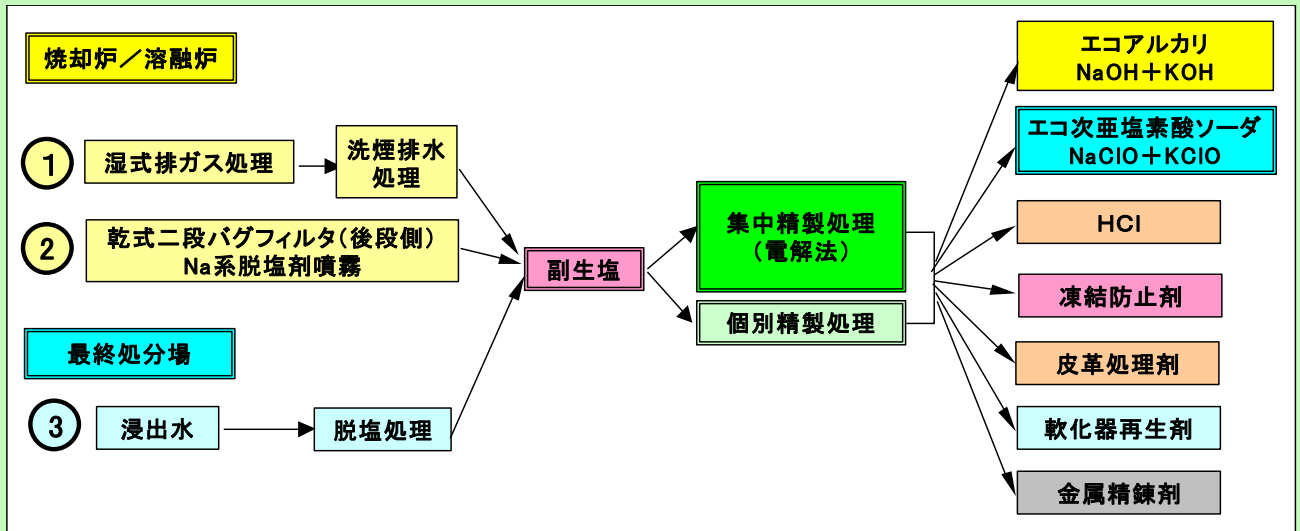 焼却炉／溶融炉
1
湿式排ガス処理
洗煙排水
処理
2
乾式二段バグフィルタ（後段側）
Na系脱塩剤噴霧
最終処分場
3
浸出水
脱塩処理
副生塩
集中精製処理
（電解法）
個別精製処理
エコアルカリ
NaOH＋KOH
エコ次亜塩素酸ソーダ
NaClO＋KClO
HCl
凍結防止剤
皮革処理剤
軟化器再生剤
金属精錬剤